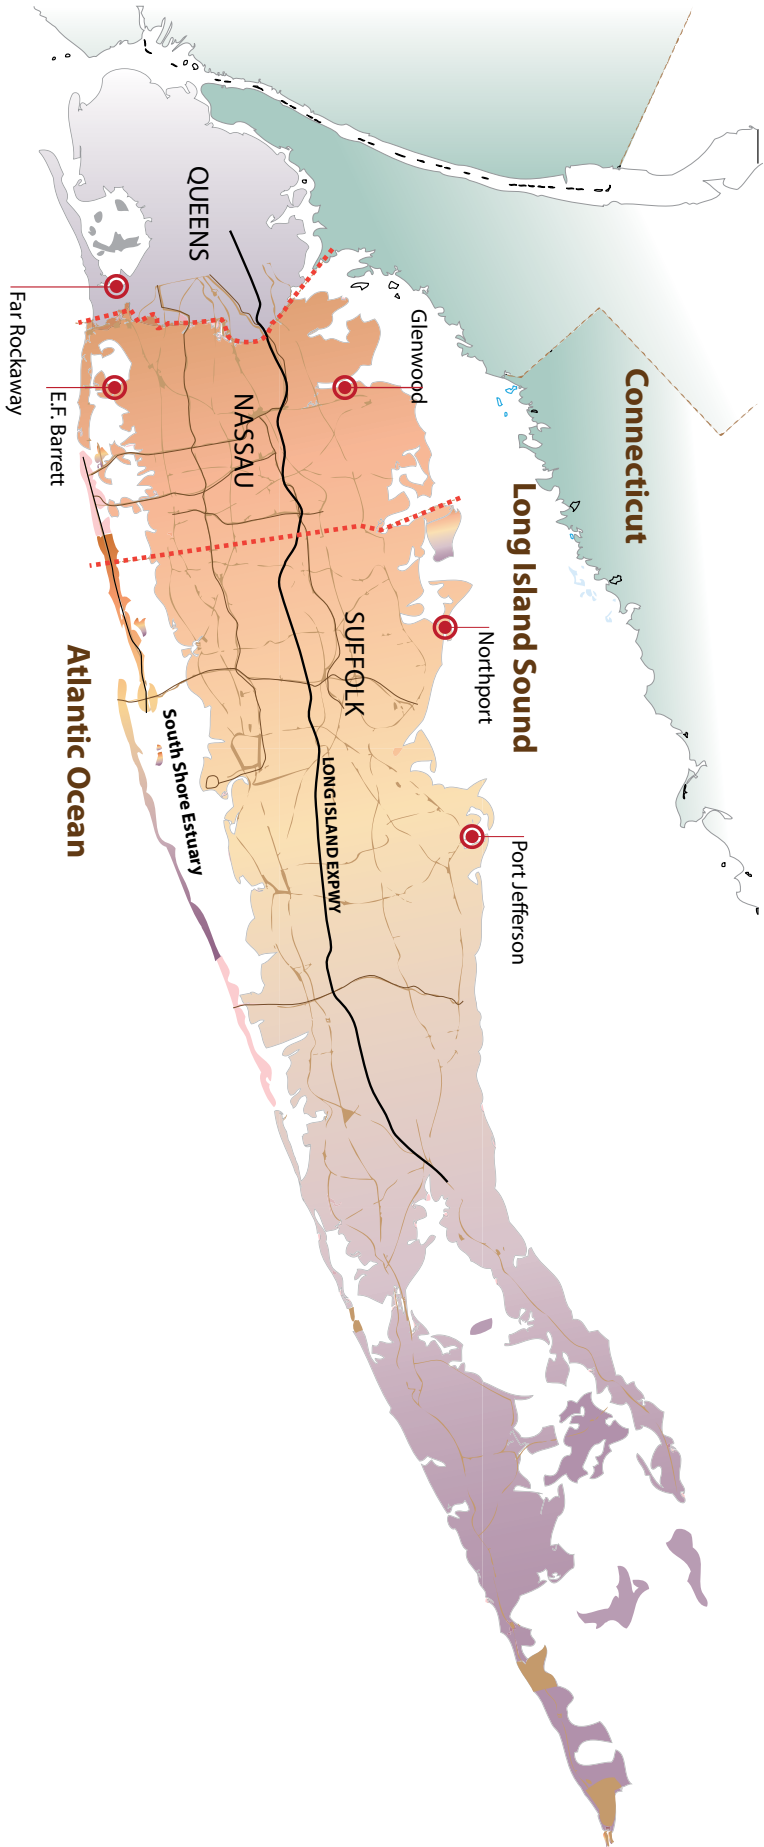 Connecticut
Long Island Sound
Glenwood
Northport
Port Jefferson
QUEENS
NASSAU
SUFFOLK
LONG ISLAND EXPWY
South Shore Estuary
Far Rockaway
E.F. Barrett
Atlantic Ocean